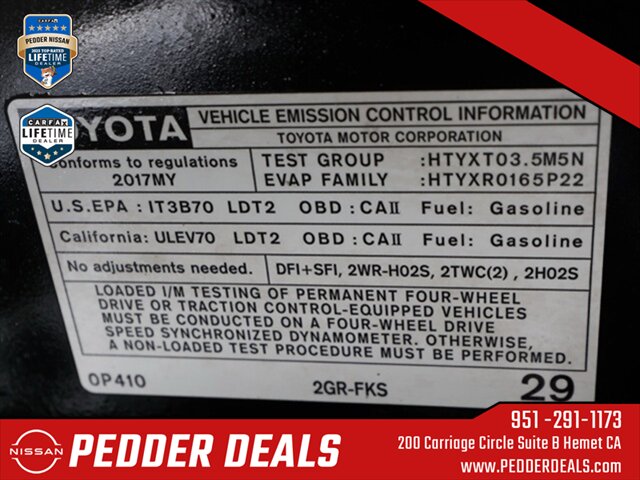 CARFAX
PEDDER NISSAN
2023 TOP-RATED
LIFETIME
DEALER
CARFAX
LIFETIME
DEALER
YOTA
VEHICLE EMISSION CONTROL INFORMATION
TOYOTA MOTOR CORPORATION
onforms to regulations
2017MY
TEST GROUP :HTYXT03.5M5N
EVAP FAMILY :HTYXR0165P22
U.S.EPA : IT3B70 LDT2 OBD :CAII Fuel: Gasoline
California: ULEV70 LDT2 OBD :CAII Fuel: Gasoline
No adjustments needed. DFI+SFI, 2WR-HO2S, 2TWC(2) , 2HO2S
LOADED I/M TESTING OF PERMANENT FOUR-WHEEL
DRIVE OR TRACTION CONTROL-EQUIPPED VEHICLES
MUST BE CONDUCTED ON A FOUR-WHEEL DRIVE
SPEED SYNCHRONIZED DYNAMOMETER. OTHERWISE,
A NON-LOADED TEST PROCEDURE MUST BE PERFORMED.
0P410 2GR-FKS 29
NISSAN
PEDDER DEALS
951 -291-1173
200 Carriage Circle Suite B Hemet CA
www.PEDDERDEALS.com